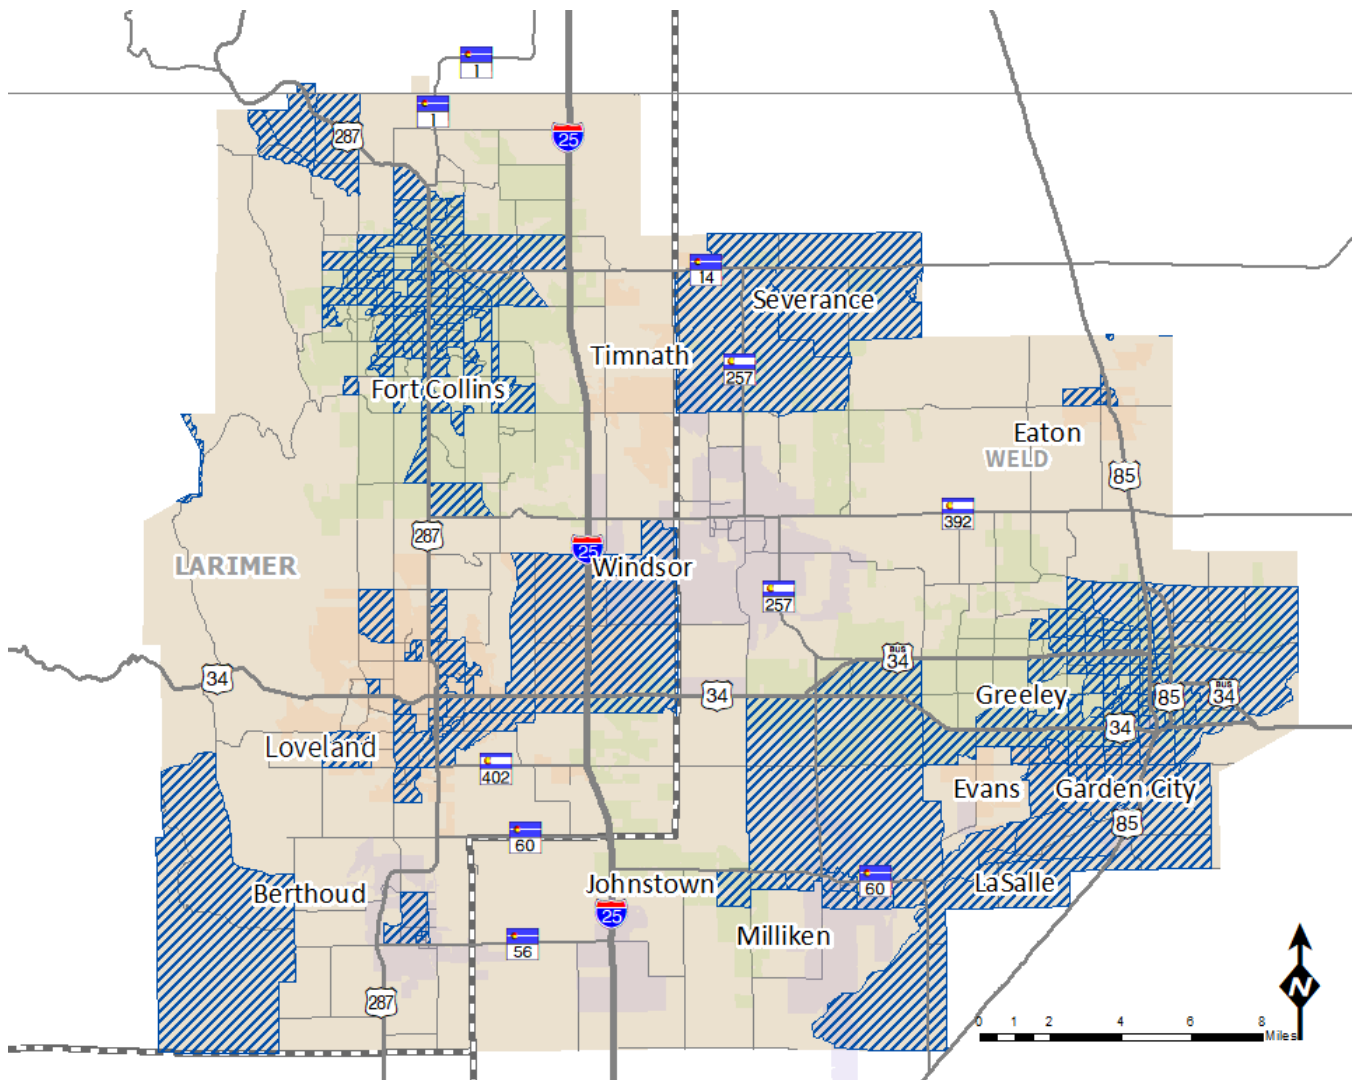 1
1
287
25
14
Severance
Timnath
257
Fort Collins
Eaton
WELD
85
392
287
25
Windsor
LARIMER
257
BUS
34
34
34
Greeley
85
BUS
34
34
Loveland
402
Evans
Garden City
85
60
Berthoud
Johnstown
60
LaSalle
25
Milliken
56
287
N
0 1 2 4 6 8
Miles